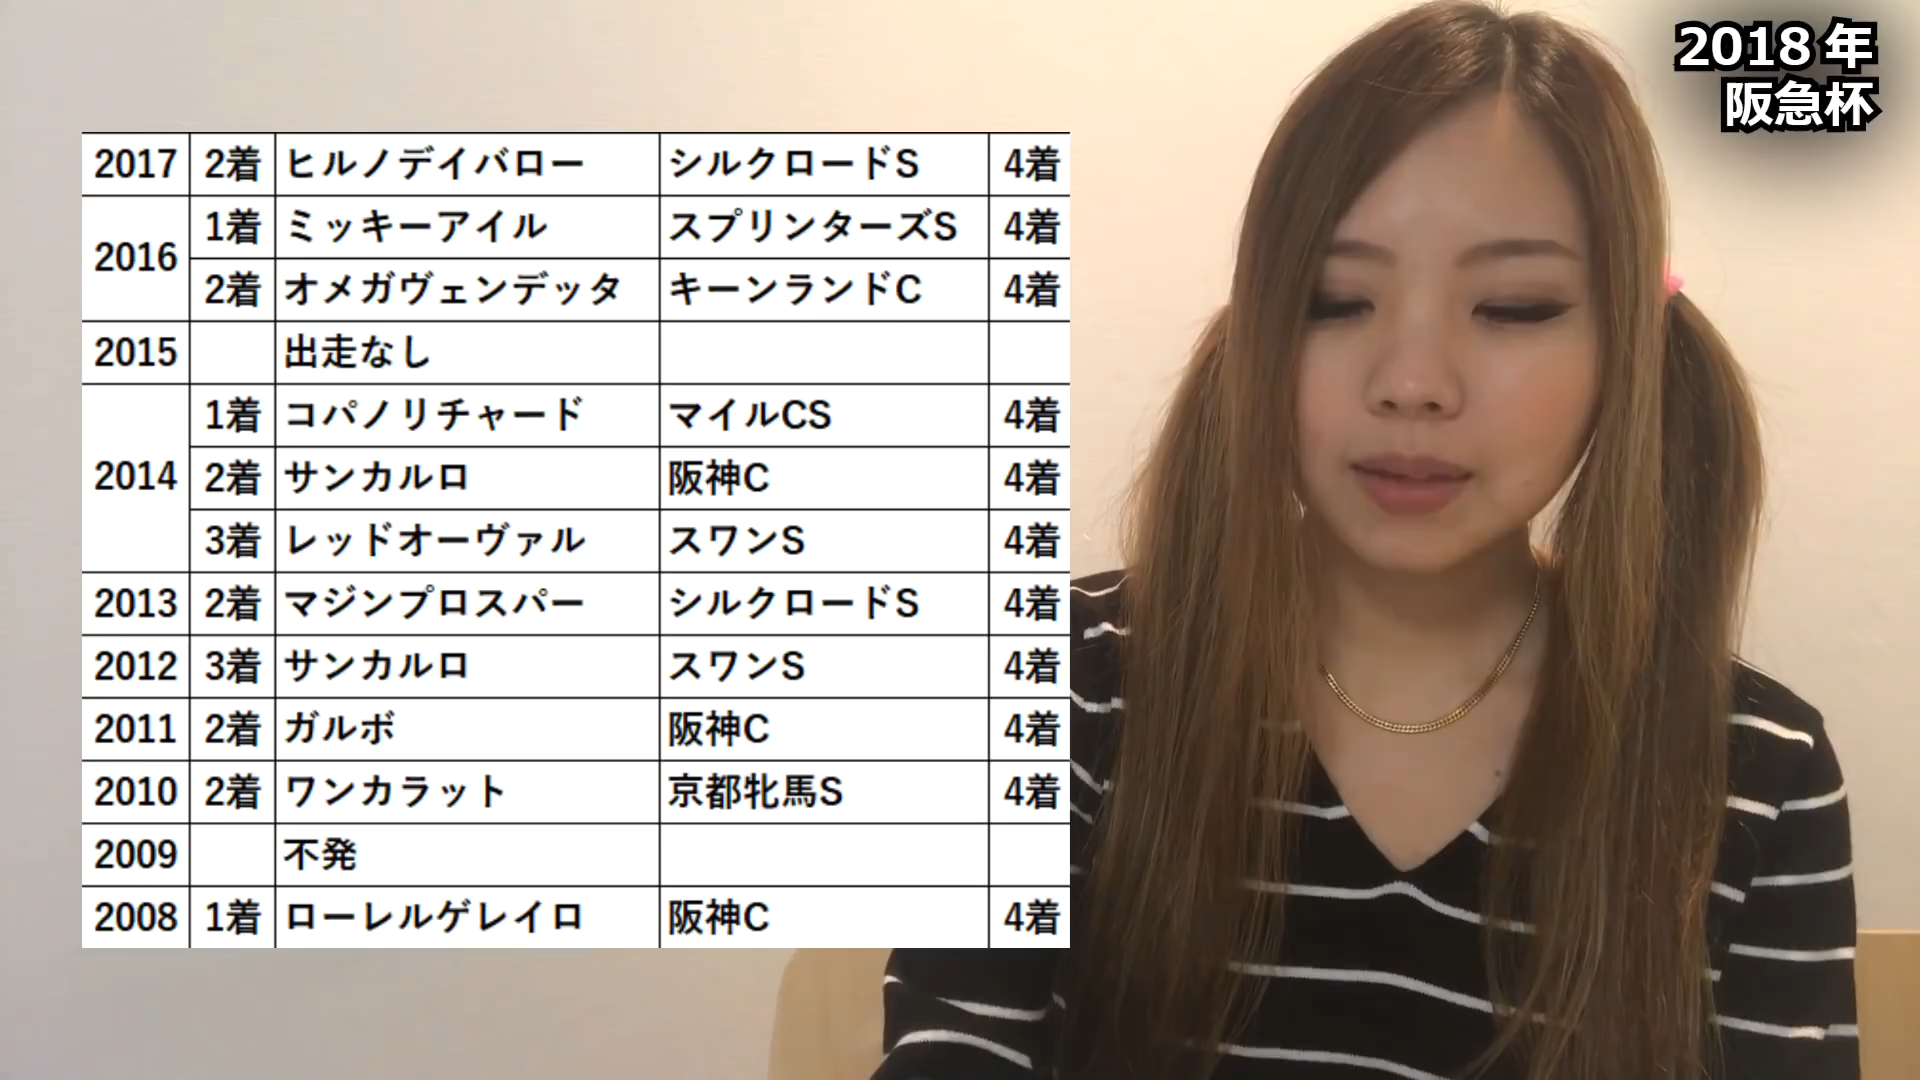 2018年
阪急杯
2017 2着 ヒルノデイバロー シルクロードS 4着
2016 1着 ミッキーアイル スプリンターズS 4着
2着 オメガヴェンデッタ キーンランドC 4着
2015 出走なし
2014 1着 コパノリチャード マイルCS 4着
2着 サンカルロ 阪神C 4着
3着 レッドオーヴァル スワンS 4着
2013 2着 マジンプロスパー シルクロードS 4着
2012 3着 サンカルロ スワンS 4着
2011 2着 ガルボ 阪神C 4着
2010 2着 ワンカラット 京都牝馬S 4着
2009 不発
2008 1着 ローレルゲレイロ 阪神C 4着